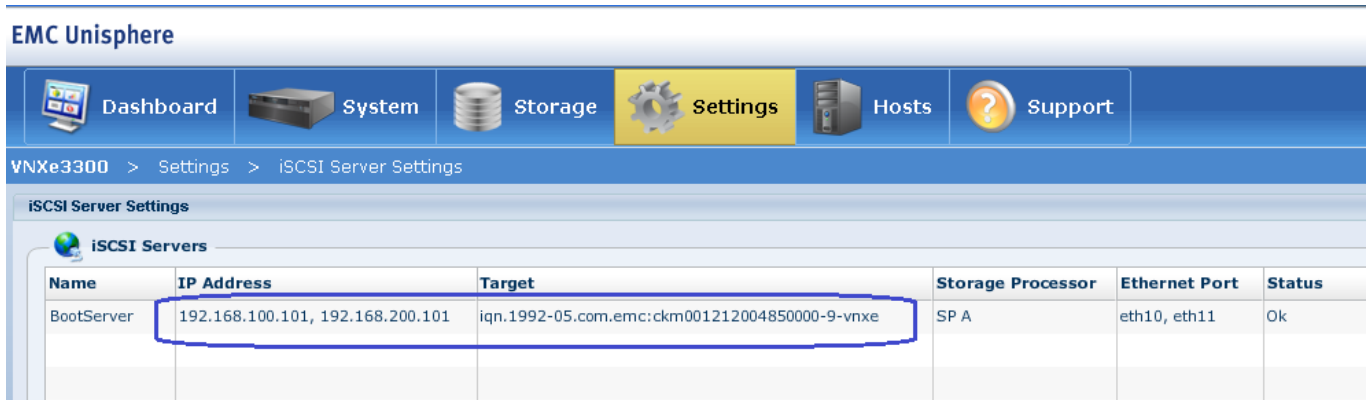 EMC Unisphere
Dashboard System Storage Settings Hosts Support
VNXe3300 > Settings > iSCSI Server Settings
iSCSI Server Settings
iSCSI Servers
Name IP Address Target Storage Processor Ethernet Port Status
BootServer 192.168.100.101, 192.168.200.101 iqn.1992-05.com.emc:ckm001212004850000-9-vnxe SP A eth10, eth11 Ok